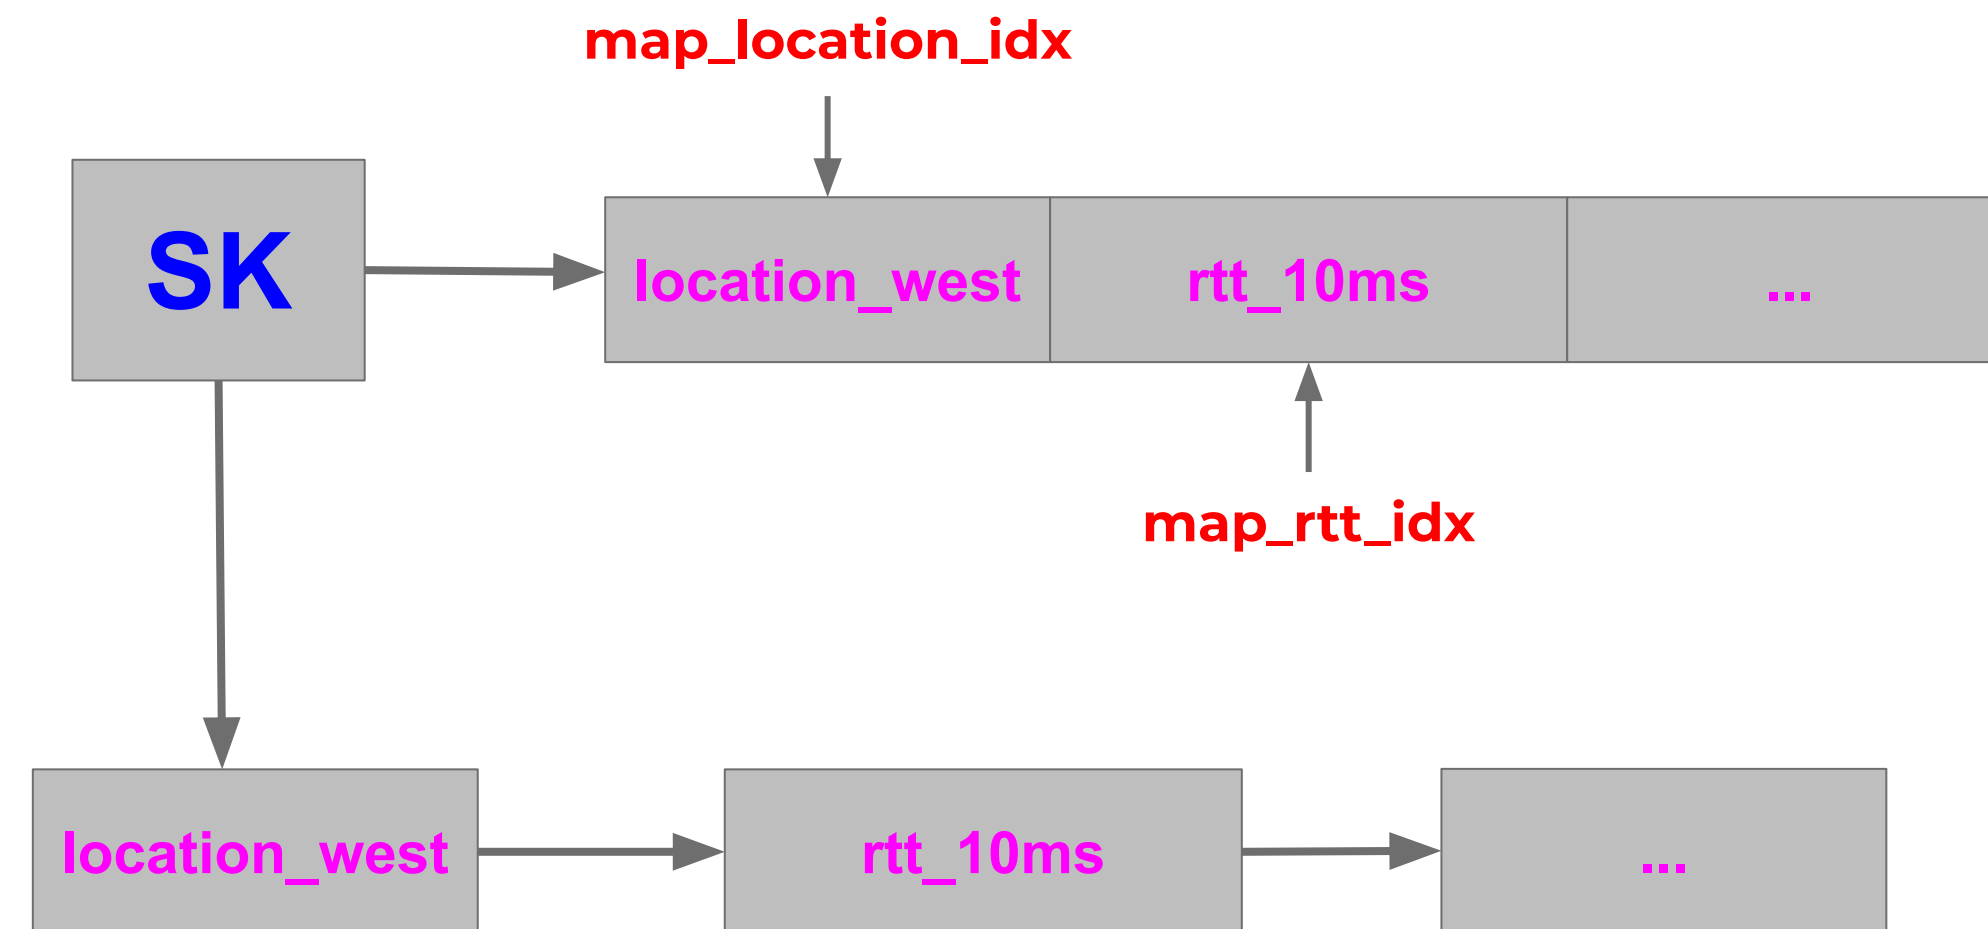 map_location_idx
SK
location_west
rtt_10ms
...
map_rtt_idx
location_west
rtt_10ms
...